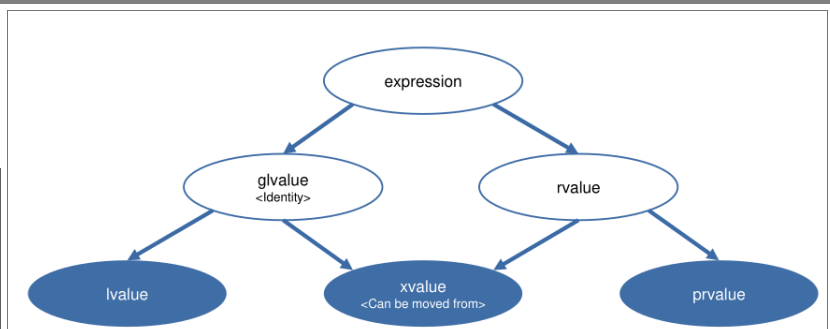 expression
glvalue
<Identity>
rvalue
lvalue
xvalue
<Can be moved from>
prvalue